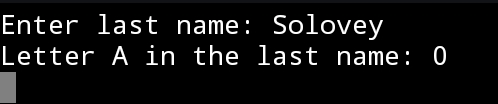 Enter last name: Solovey
Letter A in the last name: 0